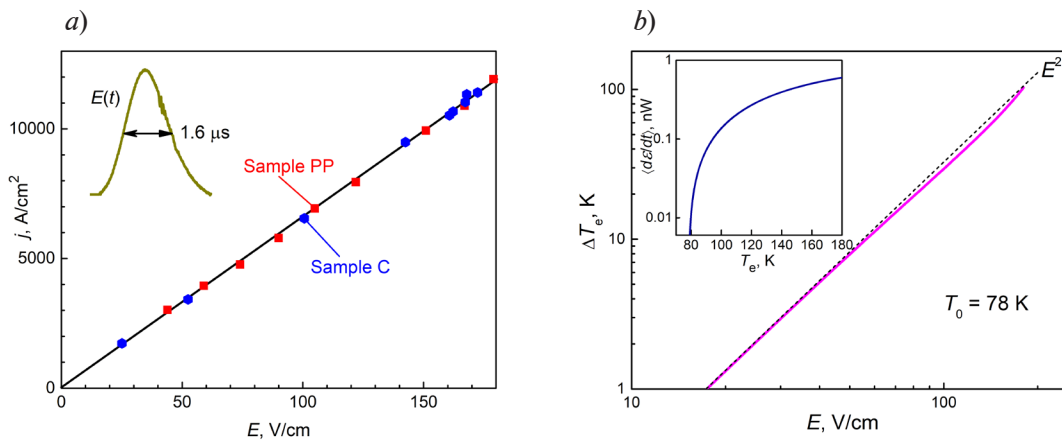 a)
b)
E(t)
1.6 μs
Sample PP
Sample C
j, A/cm²
0
4000
8000
10000
0
50
100
150
E, V/cm
E²
⟨dε/dt⟩, nW
1
0.1
0.01
80
100
120
140
160
180
Tₑ, K
ΔTₑ, K
100
10
1
T₀ = 78 K
10
100
E, V/cm